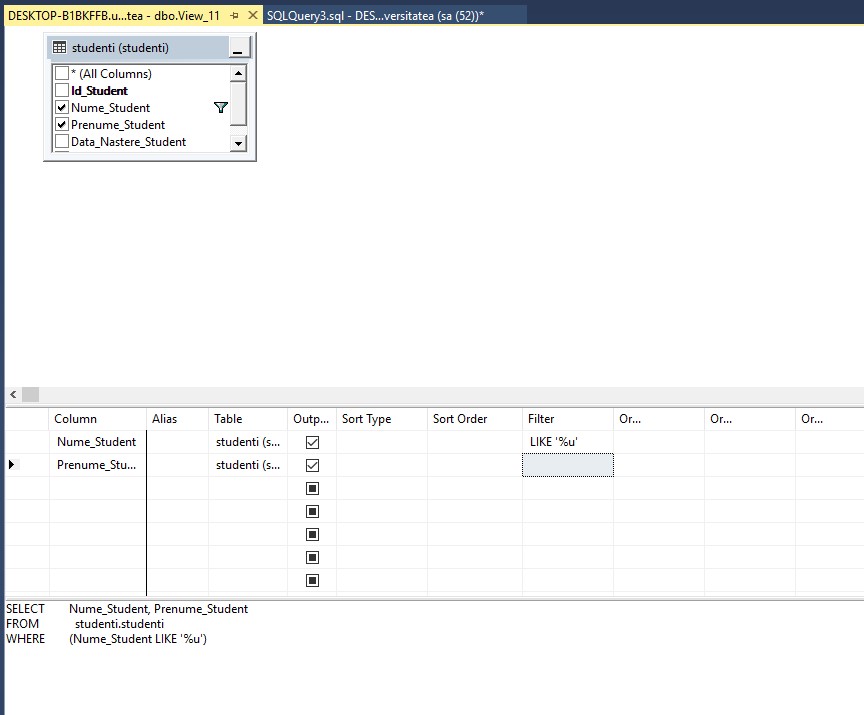 DESKTOP-B1BKFFB.u...tea - dbo.View_11
SQLQuery3.sql - DES...versitatea (sa (52))*
studenti (studenti)
* (All Columns)
Id_Student
Nume_Student
Prenume_Student
Data_Nastere_Student
Column Alias Table Outp... Sort Type Sort Order Filter Or... Or... Or...
Nume_Student studenti (s... LIKE '%u'
Prenume_Stu... studenti (s...
SELECT Nume_Student, Prenume_Student
FROM studenti.studenti
WHERE (Nume_Student LIKE '%u')